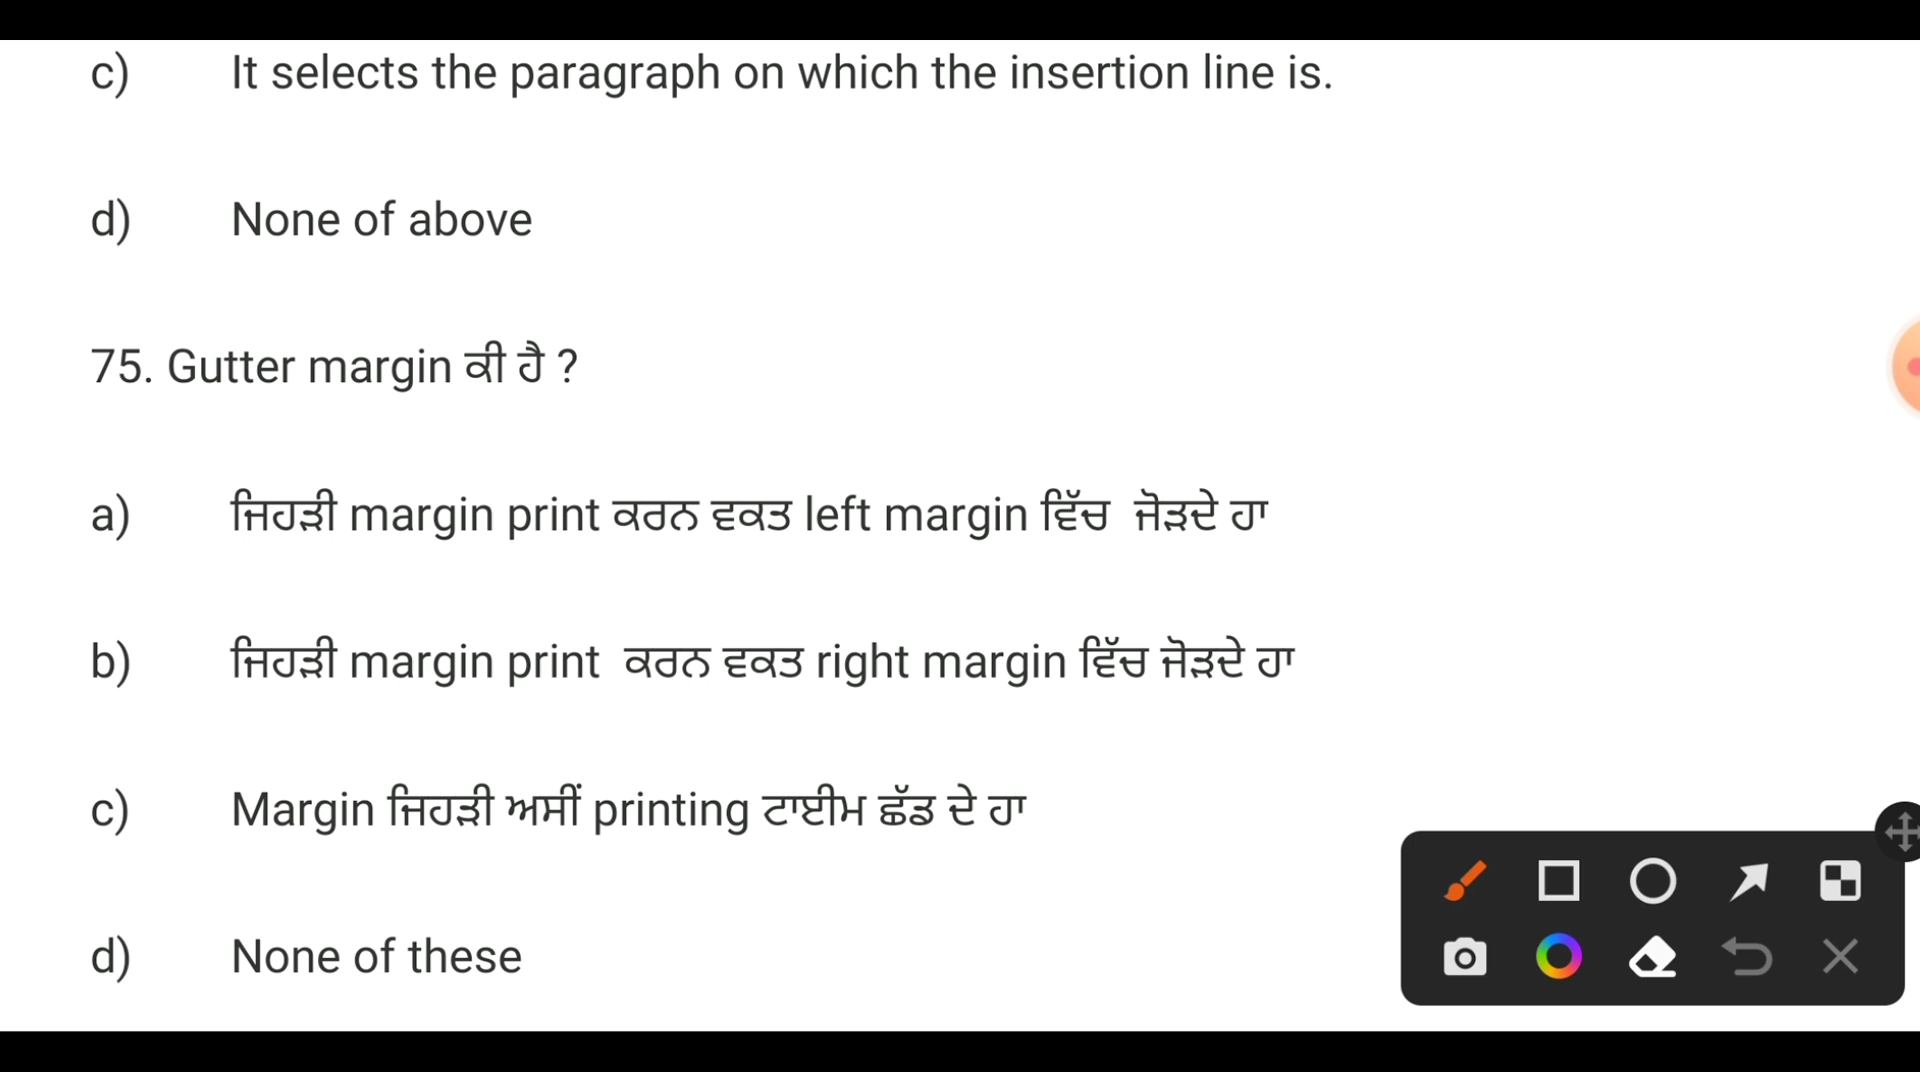 c) It selects the paragraph on which the insertion line is.
d) None of above
75. Gutter margin ਕੀ ਹੈ ?
a) ਜਿਹੜੀ margin print ਕਰਨ ਵਕਤ left margin ਵਿੱਚ ਜੋੜਦੇ ਹਾ
b) ਜਿਹੜੀ margin print ਕਰਨ ਵਕਤ right margin ਵਿੱਚ ਜੋੜਦੇ ਹਾ
c) Margin ਜਿਹੜੀ ਅਸੀਂ printing ਟਾਈਮ ਛੱਡ ਦੇ ਹਾ
d) None of these